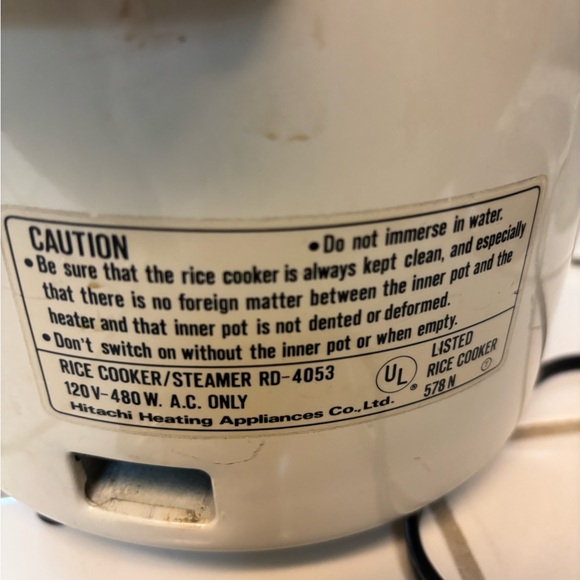 CAUTION •Do not immerse in water.
•Be sure that the rice cooker is always kept clean, and especially
that there is no foreign matter between the inner pot and the
heater and that inner pot is not dented or deformed.
•Don't switch on without the inner pot or when empty.
RICE COOKER/STEAMER RD-4053
120V-480W. A.C. ONLY
Hitachi Heating Appliances Co.,Ltd.
UL ®
LISTED
RICE COOKER
578N